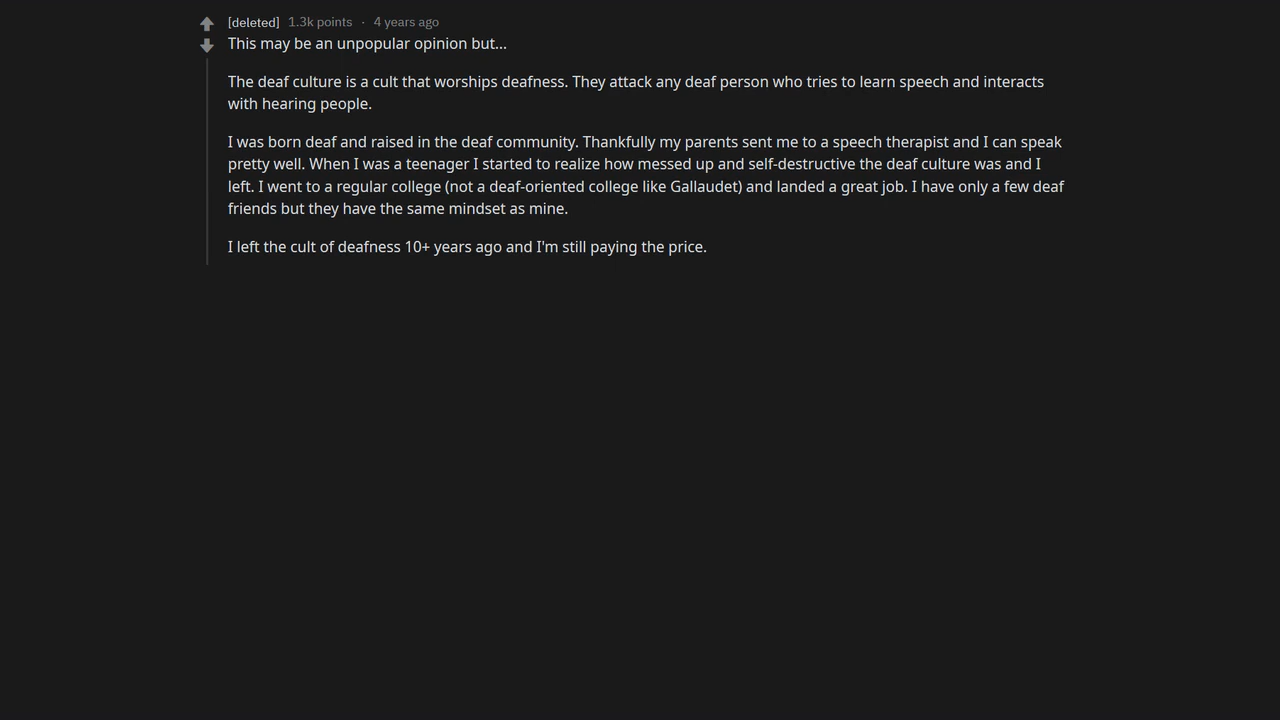 [deleted] 1.3k points · 4 years ago
This may be an unpopular opinion but...
The deaf culture is a cult that worships deafness. They attack any deaf person who tries to learn speech and interacts
with hearing people.
I was born deaf and raised in the deaf community. Thankfully my parents sent me to a speech therapist and I can speak
pretty well. When I was a teenager I started to realize how messed up and self-destructive the deaf culture was and I
left. I went to a regular college (not a deaf-oriented college like Gallaudet) and landed a great job. I have only a few deaf
friends but they have the same mindset as mine.
I left the cult of deafness 10+ years ago and I'm still paying the price.